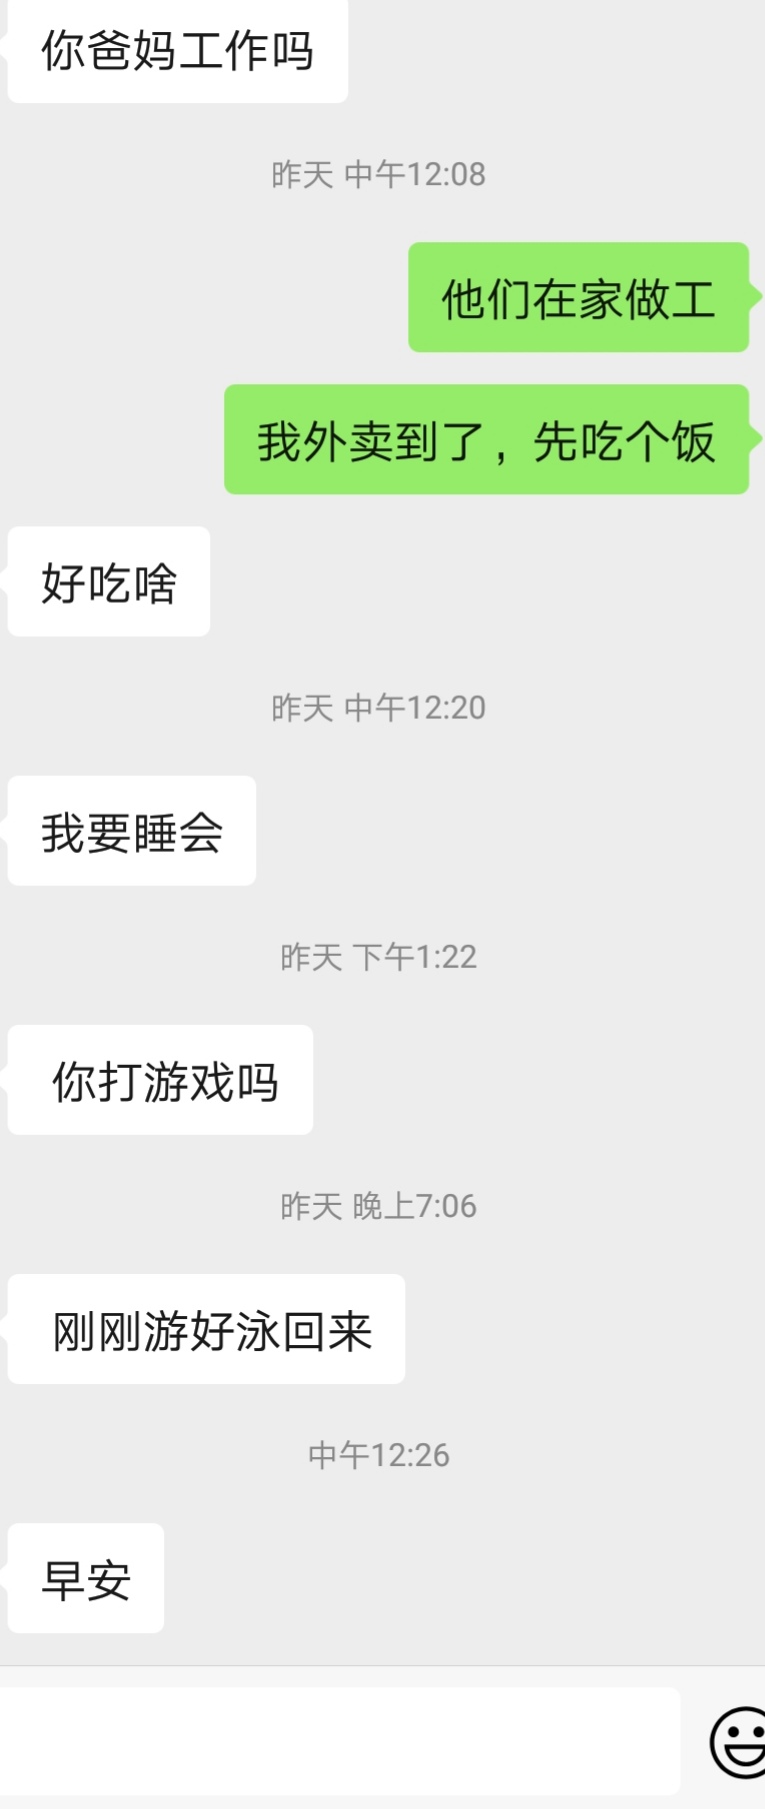 你爸妈工作吗
昨天 中午12:08
他们在家做工
我外卖到了，先吃个饭
好吃啥
昨天 中午12:20
我要睡会
昨天 下午1:22
你打游戏吗
昨天 晚上7:06
刚刚游好泳回来
中午12:26
早安